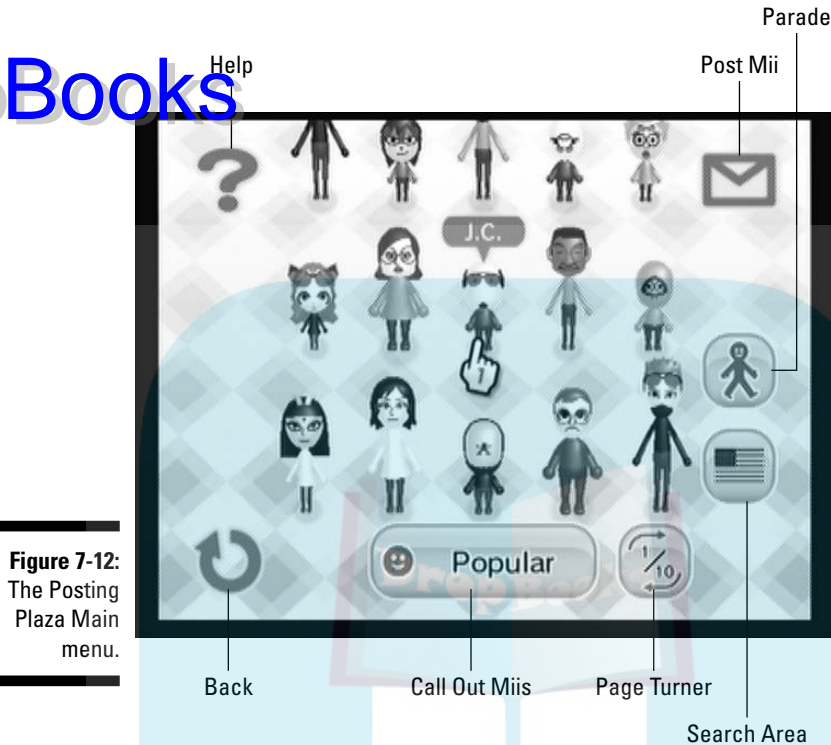 Parade
Help
Post Mii
Books
J.C.
Figure 7-12:
The Posting
Plaza Main
menu.
Popular
1/10
DropBooks
Back
Call Out Miis
Page Turner
Search Area